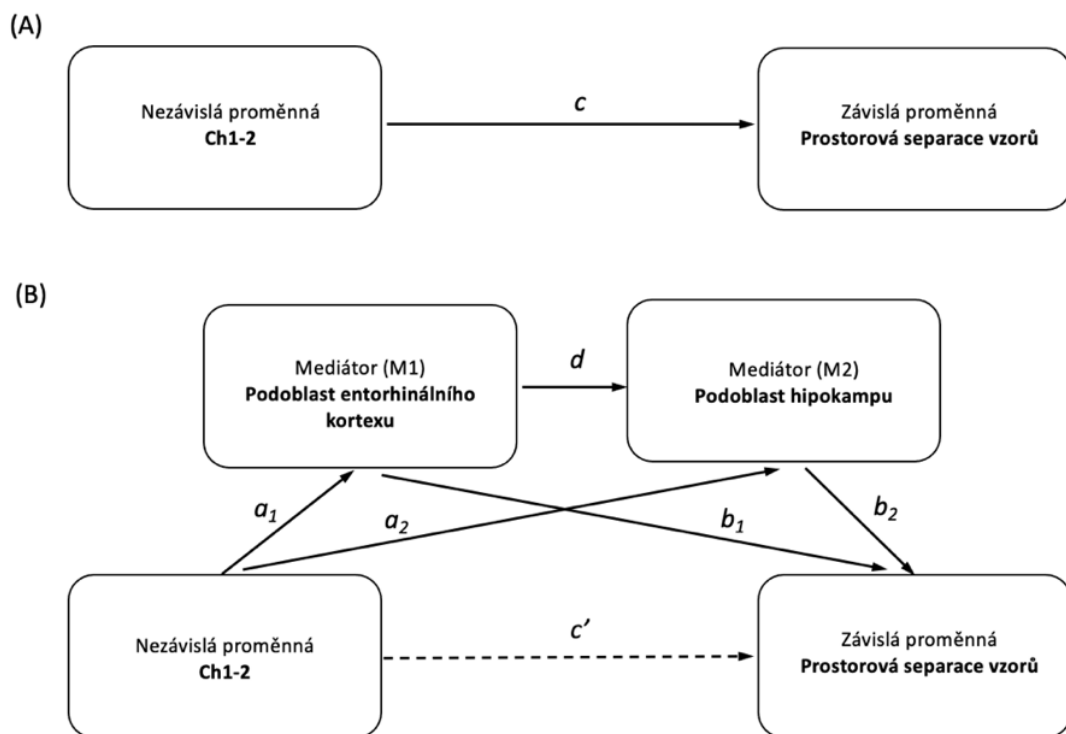 (A)
Nezávislá proměnná
Ch1-2
c
Závislá proměnná
Prostorová separace vzorů
(B)
Mediátor (M1)
Podoblast entorhinálního
kortexu
d
Mediátor (M2)
Podoblast hipokampu
a1
a2
b1
b2
Nezávislá proměnná
Ch1-2
c’
Závislá proměnná
Prostorová separace vzorů